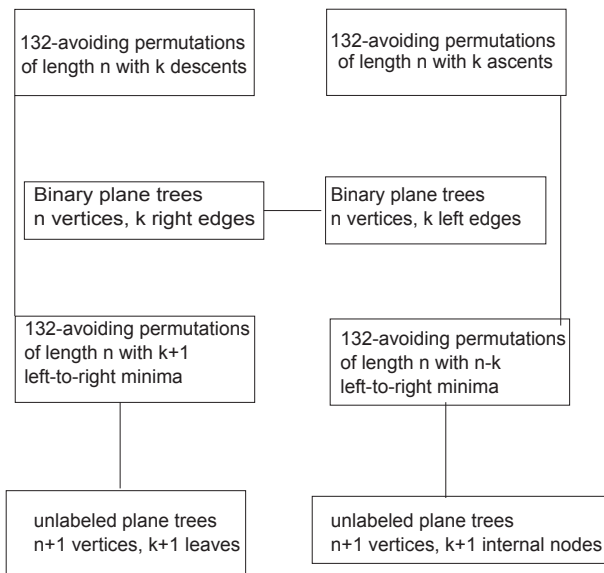 132-avoiding permutations
of length n with k descents
132-avoiding permutations
of length n with k ascents
Binary plane trees
n vertices, k right edges
Binary plane trees
n vertices, k left edges
132-avoiding permutations
of length n with k+1
left-to-right minima
132-avoiding permutations
of length n with n-k
left-to-right minima
unlabeled plane trees
n+1 vertices, k+1 leaves
unlabeled plane trees
n+1 vertices, k+1 internal nodes